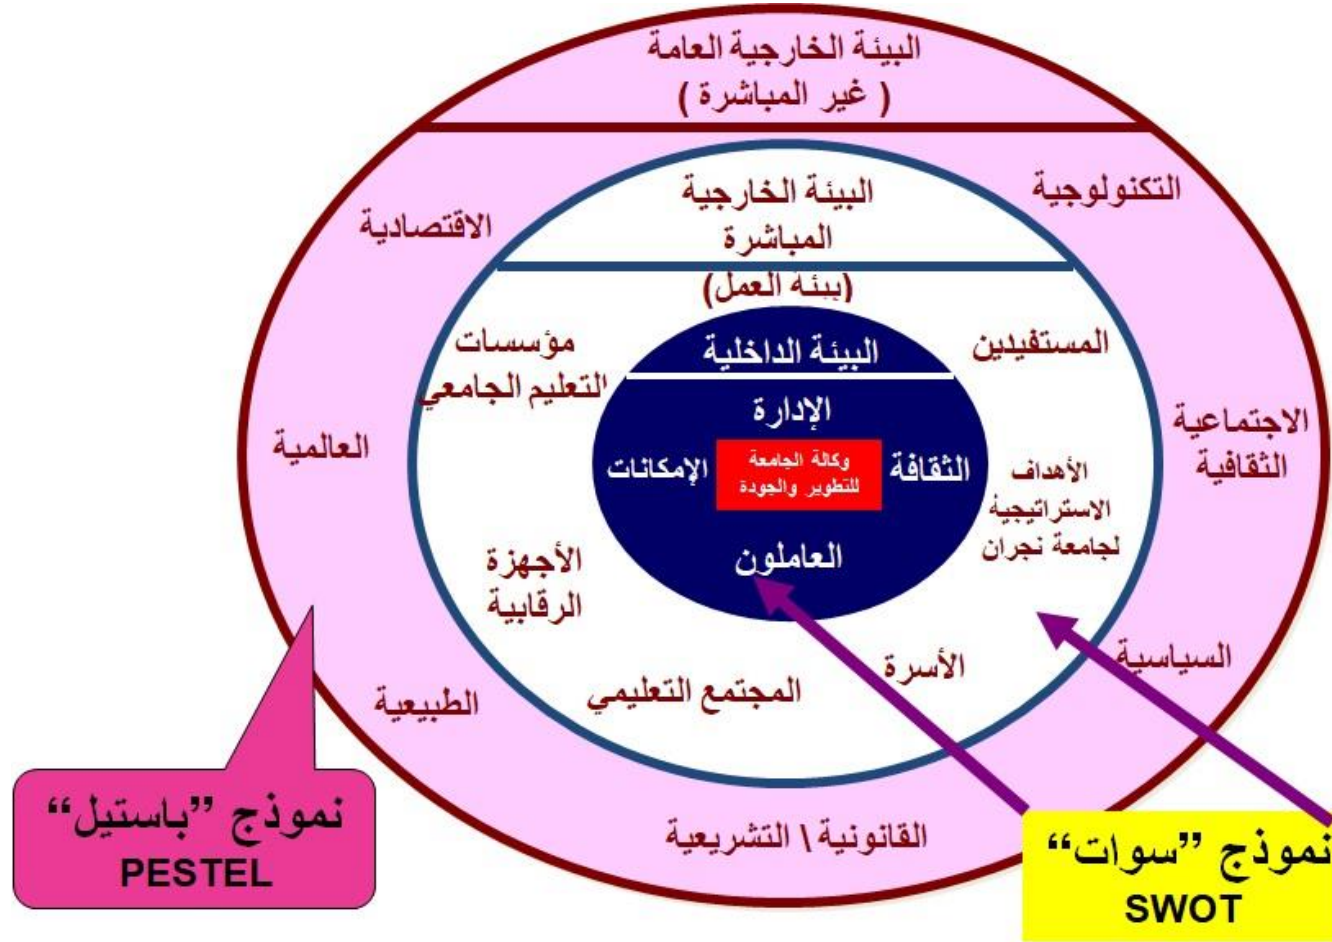 البيئة الخارجية العامة
( غير المباشرة )
التكنولوجية
الاقتصادية
البيئة الخارجية
المباشرة
(بيئة العمل)
المستفيدين
مؤسسات
التعليم الجامعي
البيئة الداخلية
الإدارة
الاجتماعية
الثقافية
العالمية
الثقافة
وكالة الجامعة
للتطوير والجودة
الإمكانات
الأهداف
الاستراتيجية
لجامعة نجران
العاملون
الأجهزة
الرقابية
السياسية
الأسرة
المجتمع التعليمي
الطبيعية
القانونية \ التشريعية
نموذج ”باستيل“
PESTEL
نموذج ”سوات“
SWOT